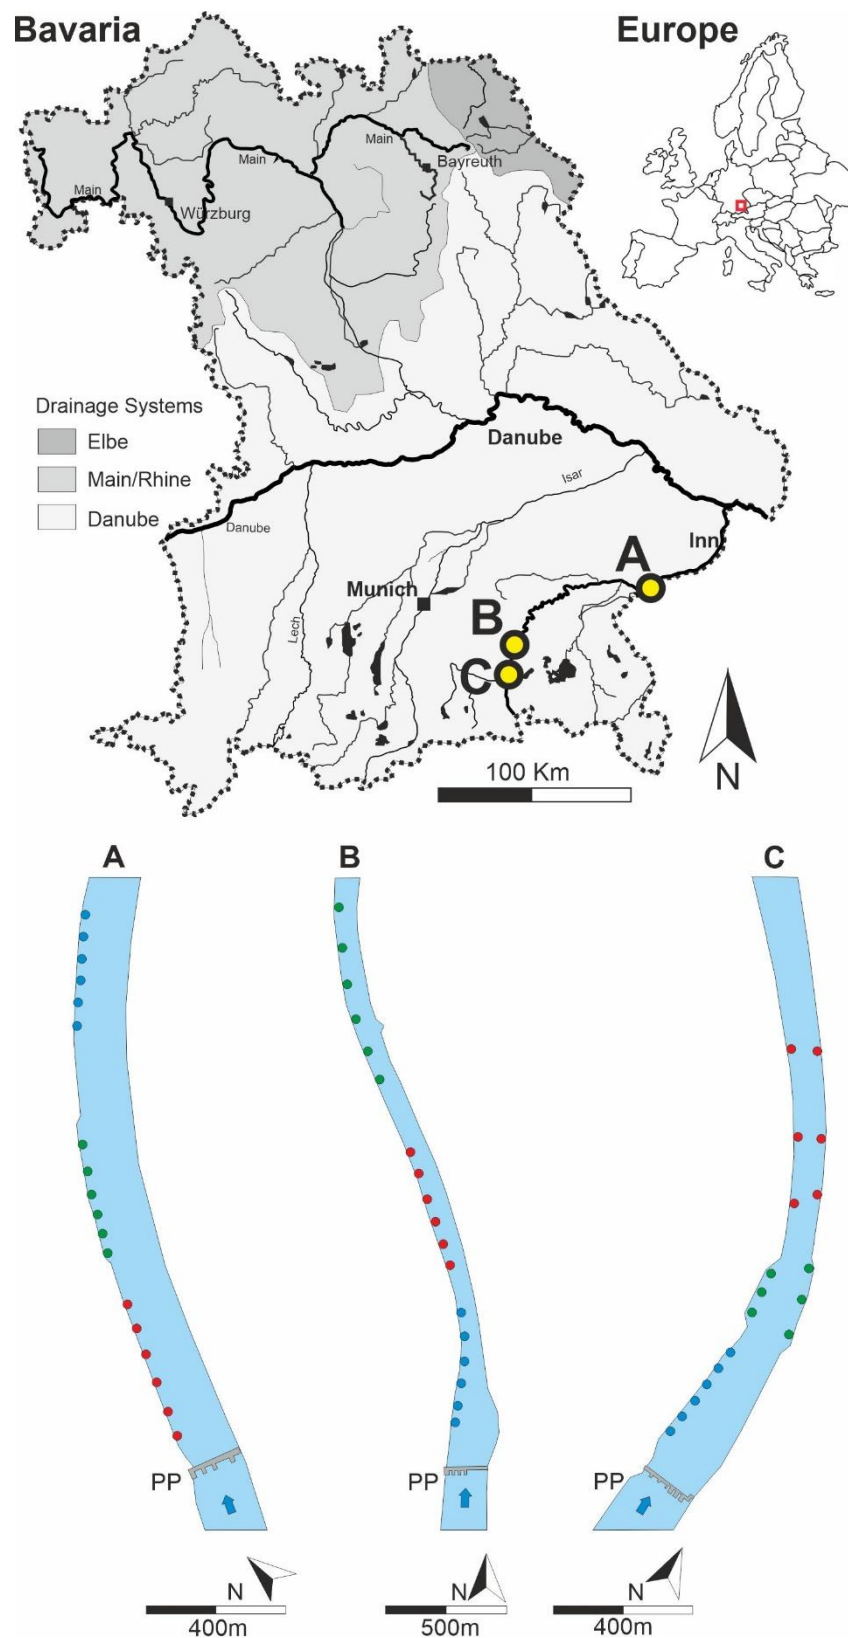 Bavaria
Europe
Main
Main
Bayreuth
Main
Würzburg
Drainage Systems
Elbe
Main/Rhine
Danube
Danube
Isar
Danube
Inn
A
Munich
Lech
B
C
100 Km
N
A
B
C
PP
PP
PP
N
N
N
400m
500m
400m